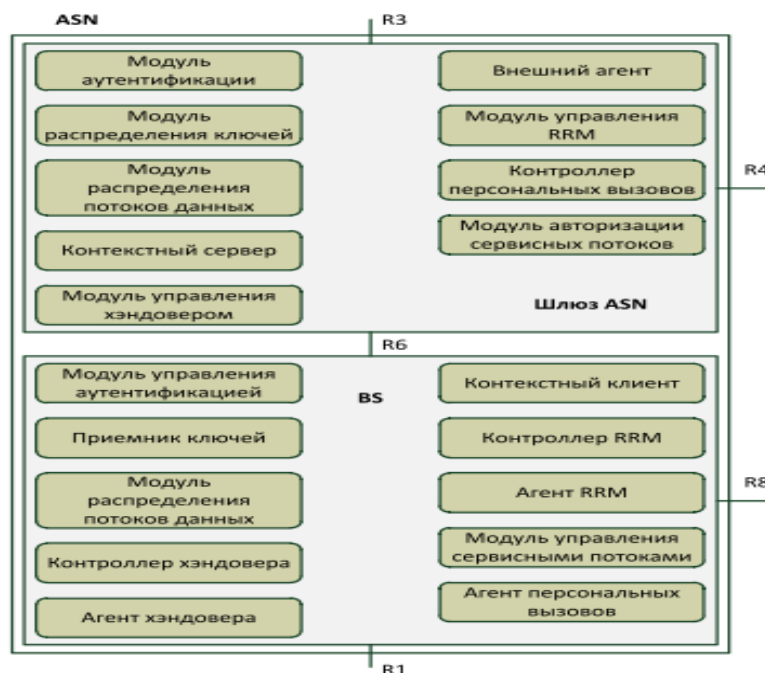 ASN
R3
Модуль
аутентификации
Модуль
распределения ключей
Модуль
распределения
потоков данных
Контекстный сервер
Модуль управления
хэндовером
Внешний агент
Модуль управления
RRM
Контроллер
персональных вызовов
Модуль авторизации
сервисных потоков
Шлюз ASN
R4
R6
Модуль управления
аутентификацией
Приемник ключей
Модуль
распределения
потоков данных
Контроллер хэндовера
Агент хэндовера
BS
Контекстный клиент
Контроллер RRM
Агент RRM
Модуль управления
сервисными потоками
Агент персональных
вызовов
R8
R1